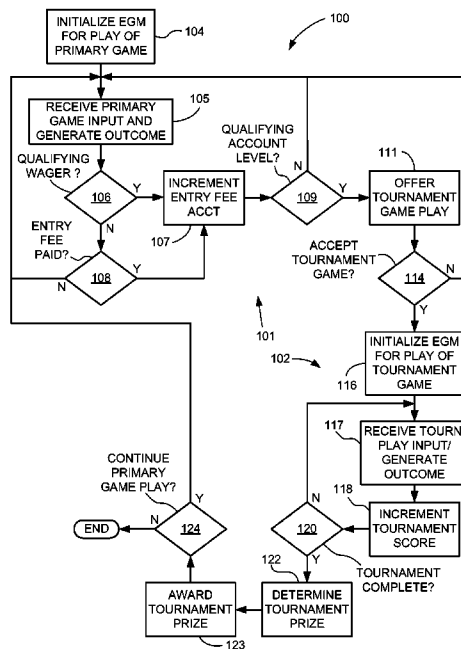 INITIALIZE EGM
FOR PLAY OF
PRIMARY GAME
104
100
RECEIVE PRIMARY
GAME INPUT AND
GENERATE OUTCOME
105
QUALIFYING
WAGER ?
106
Y
N
INCREMENT
ENTRY FEE
ACCT
107
QUALIFYING
ACCOUNT
LEVEL?
N
109
Y
111
OFFER
TOURNAMENT
GAME PLAY
ENTRY
FEE
PAID?
108
N
Y
ACCEPT
TOURNAMENT
GAME?
114
N
Y
101
102
INITIALIZE EGM
FOR PLAY OF
TOURNAMENT
GAME
116
117
RECEIVE TOURN
PLAY INPUT/
GENERATE
OUTCOME
118
INCREMENT
TOURNAMENT
SCORE
N
120
Y
TOURNAMENT
COMPLETE?
122
DETERMINE
TOURNAMENT
PRIZE
AWARD
TOURNAMENT
PRIZE
123
CONTINUE
PRIMARY
GAME PLAY?
Y
124
N
END